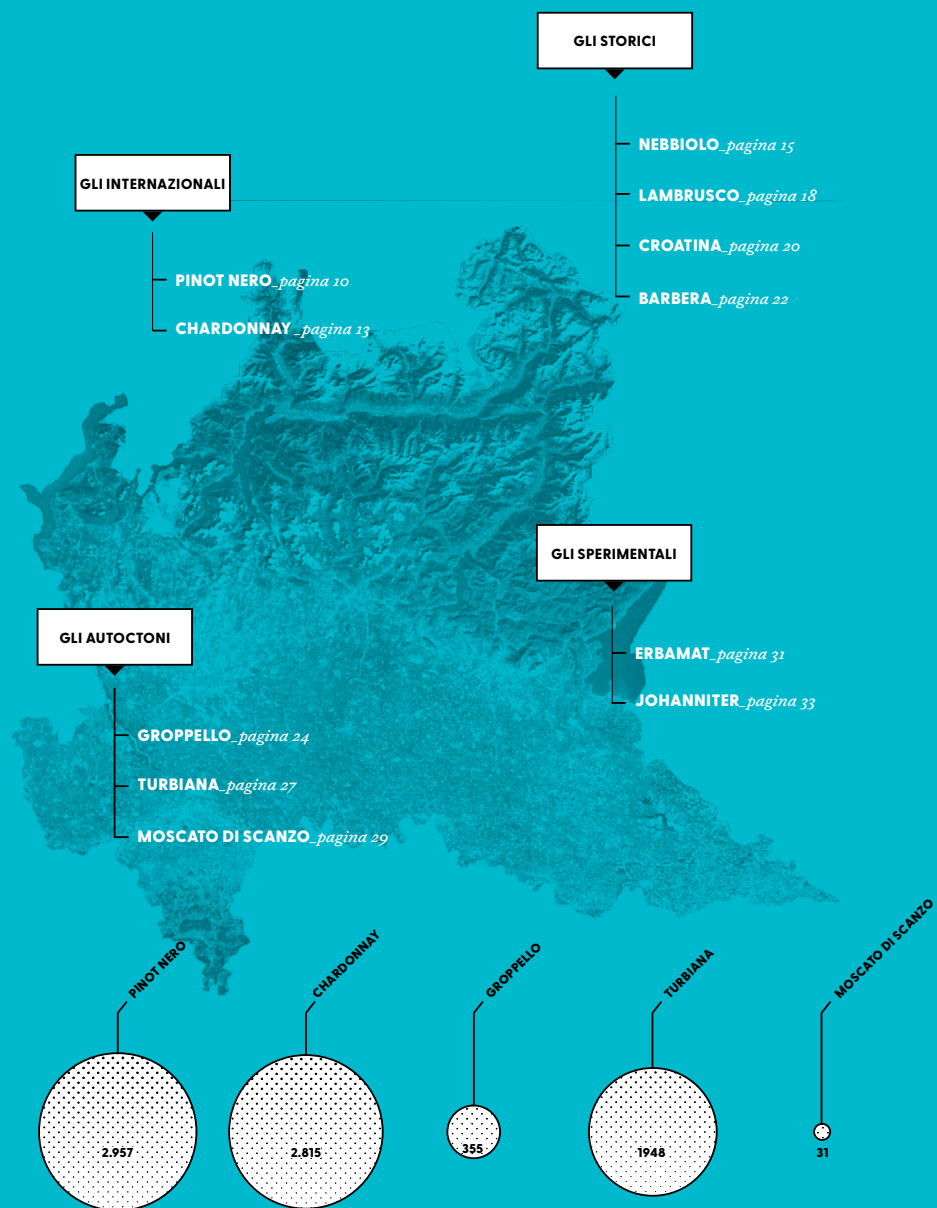 GLI STORICI
NEBBIOLO_pagina 15
LAMBRUSCO_pagina 18
CROATINA_pagina 20
BARBERA_pagina 22
GLI INTERNAZIONALI
PINOT NERO_pagina 10
CHARDONNAY_pagina 13
GLI SPERIMENTALI
ERBAMAT_pagina 31
JOHANNITER_pagina 33
GLI AUTOCTONI
GROPPELLO_pagina 24
TURBIANA_pagina 27
MOSCATO DI SCANZO_pagina 29
PINOT NERO
CHARDONNAY
GROPPELLO
TURBIANA
MOSCATO DI SCANZO
2.957
2.815
355
1948
31